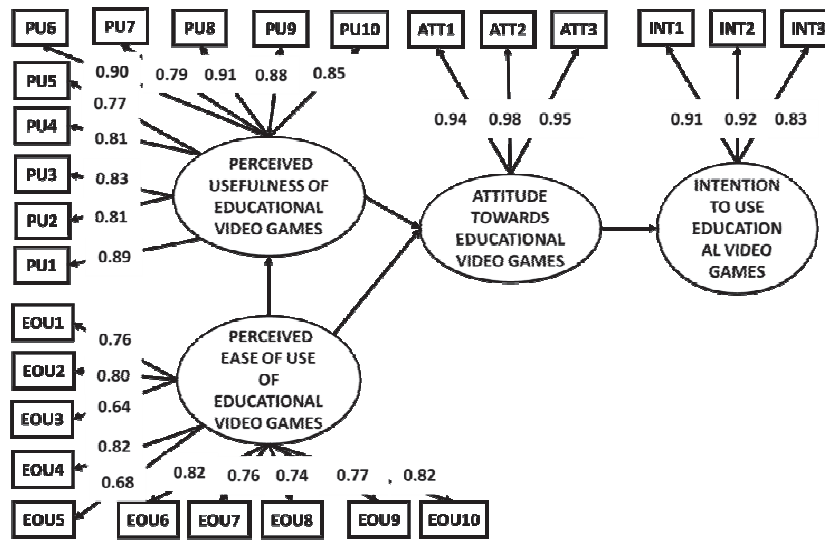 PU6 PU7 PU8 PU9 PU10 ATT1 ATT2 ATT3 INT1 INT2 INT3
0.90 0.79 0.91 0.88 0.85
PU5
0.77
PU4
0.81
PU3
0.83
PU2
0.81
PU1
0.89
0.94 0.98 0.95
0.91 0.92 0.83
PERCEIVED
USEFULNESS OF
EDUCATIONAL
VIDEO GAMES
ATTITUDE
TOWARDS
EDUCATIONAL
VIDEO GAMES
INTENTION
TO USE
EDUCATION
AL VIDEO
GAMES
EOU1
0.76
EOU2
0.80
EOU3
0.64
EOU4
0.82
EOU5
0.68
PERCEIVED
EASE OF USE
OF
EDUCATIONAL
VIDEO GAMES
0.82 0.76 0.74 0.77 , 0.82
EOU6 EOU7 EOU8 EOU9 EOU10